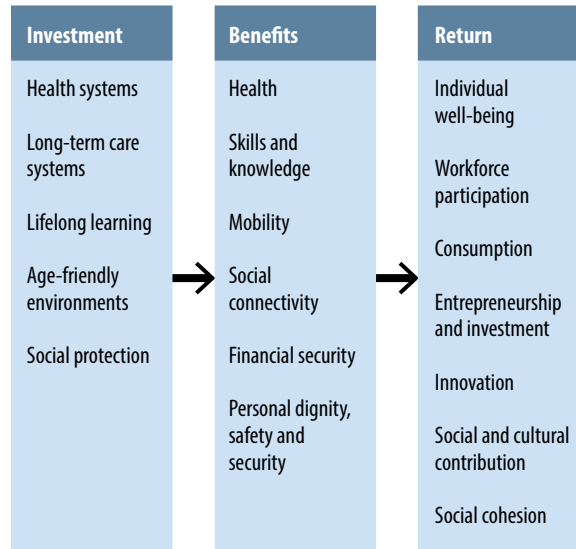 Investment
Health systems
Long-term care
systems
Lifelong learning
Age-friendly
environments
Social protection
Benefits
Health
Skills and
knowledge
Mobility
Social
connectivity
Financial security
Personal dignity,
safety and
security
Return
Individual
well-being
Workforce
participation
Consumption
Entrepreneurship
and investment
Innovation
Social and cultural
contribution
Social cohesion